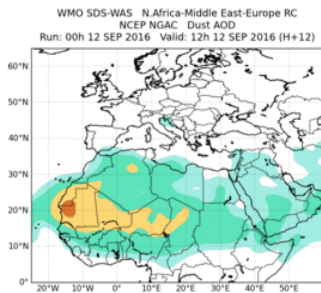 WMO SDS-WAS N.Africa-Middle East-Europe RC
NCEP NGAC Dust AOD
Run: 00h 12 SEP 2016 Valid: 12h 12 SEP 2016 (H+12)
60°N
50°N
40°N
30°N
20°N
10°N
0°
20°W
10°W
0°
10°E
20°E
30°E
40°E
50°E